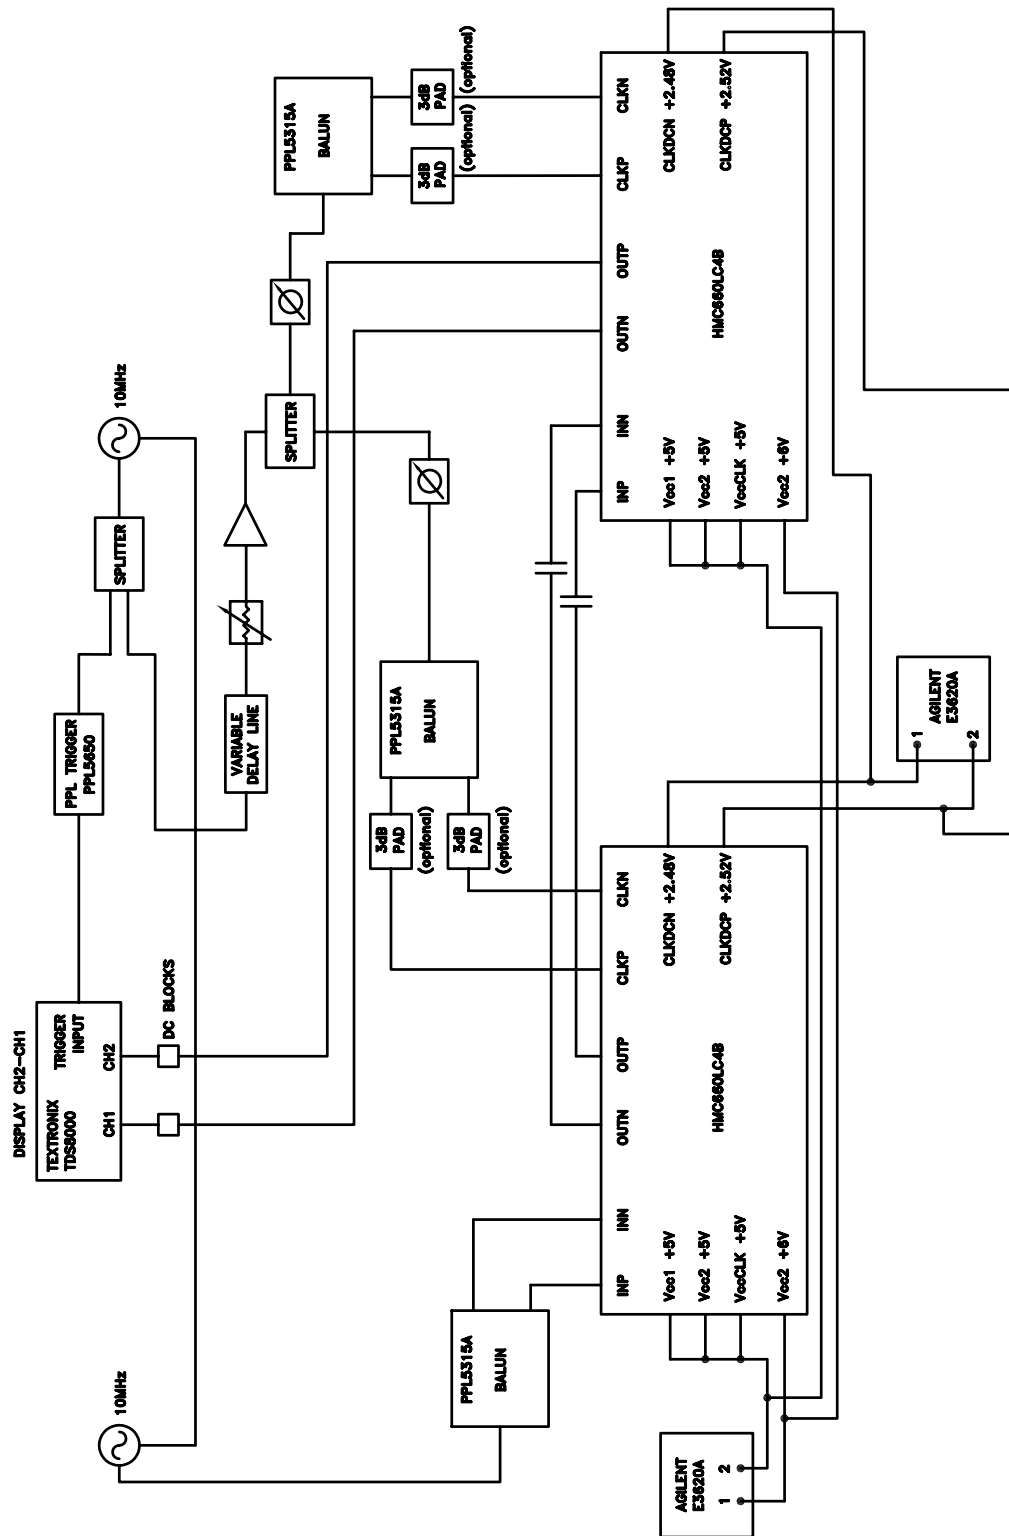 DISPLAY CH2-CH1
TEXTRONIX
TDS8000
TRIGGER
INPUT
CH1
CH2
DC BLOCKS
PPL TRIGGER
PPL5650
SPLITTER
10MHz
10MHz
VARIABLE
DELAY LINE
SPLITTER
PPL5315A
BALUN
3dB
PAD
(optional)
3dB
PAD
(optional)
PPL5315A
BALUN
3dB
PAD
(optional)
3dB
PAD
(optional)
PPL5315A
BALUN
INP
INN
OUTN
OUTP
CLKP
CLKN
Vcc1 +5V
Vcc2 +5V
VccCLK +5V
Vcc2 +6V
HMC660LC4B
CLKDCN +2.48V
CLKDCP +2.52V
INP
INN
OUTN
OUTP
CLKP
CLKN
Vcc1 +5V
Vcc2 +5V
VccCLK +5V
Vcc2 +6V
HMC660LC4B
CLKDCN +2.48V
CLKDCP +2.52V
AGILENT
E3620A
1 2
AGILENT
E3620A
1
2